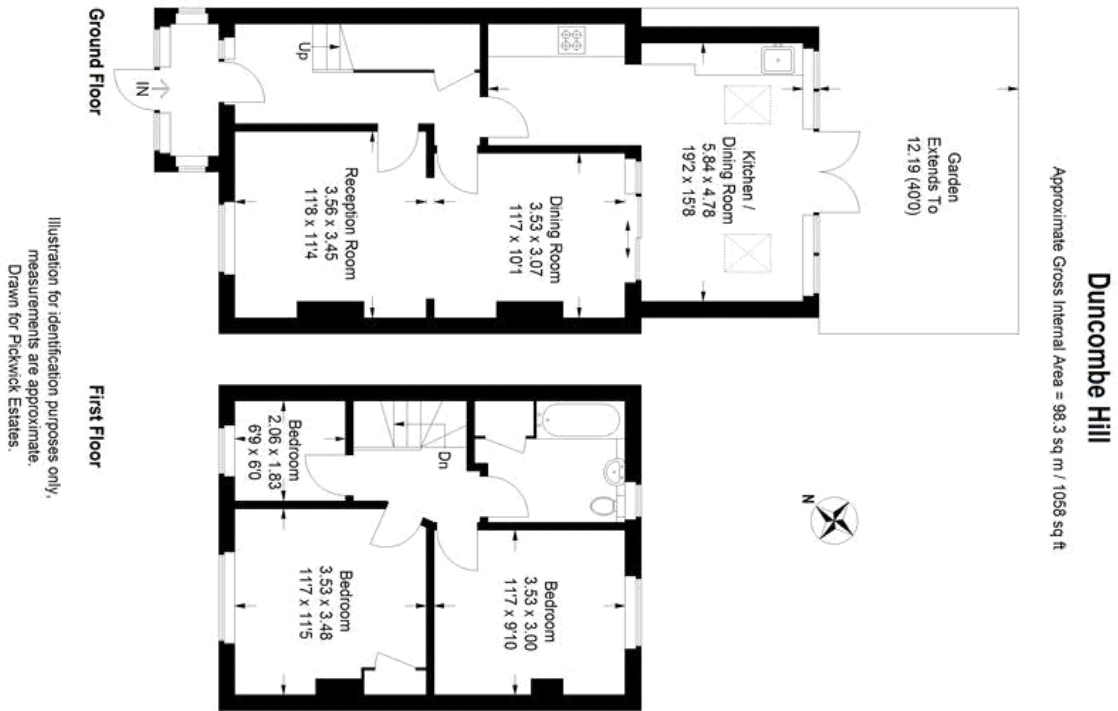 Duncombe Hill
Approximate Gross Internal Area = 98.3 sq m / 1058 sq ft
Garden
Extends To
12.19 (40'0)
Kitchen /
Dining Room
5.84 x 4.78
19'2 x 15'8
Dining Room
3.53 x 3.07
11'7 x 10'1
Reception Room
3.56 x 3.45
11'8 x 11'4
Up
IN
Ground Floor
N
Bedroom
3.53 x 3.00
11'7 x 9'10
Dn
Bedroom
3.53 x 3.48
11'7 x 11'5
Bedroom
2.06 x 1.83
6'9 x 6'0
First Floor
Illustration for identification purposes only,
measurements are approximate.
Drawn for Pickwick Estates.